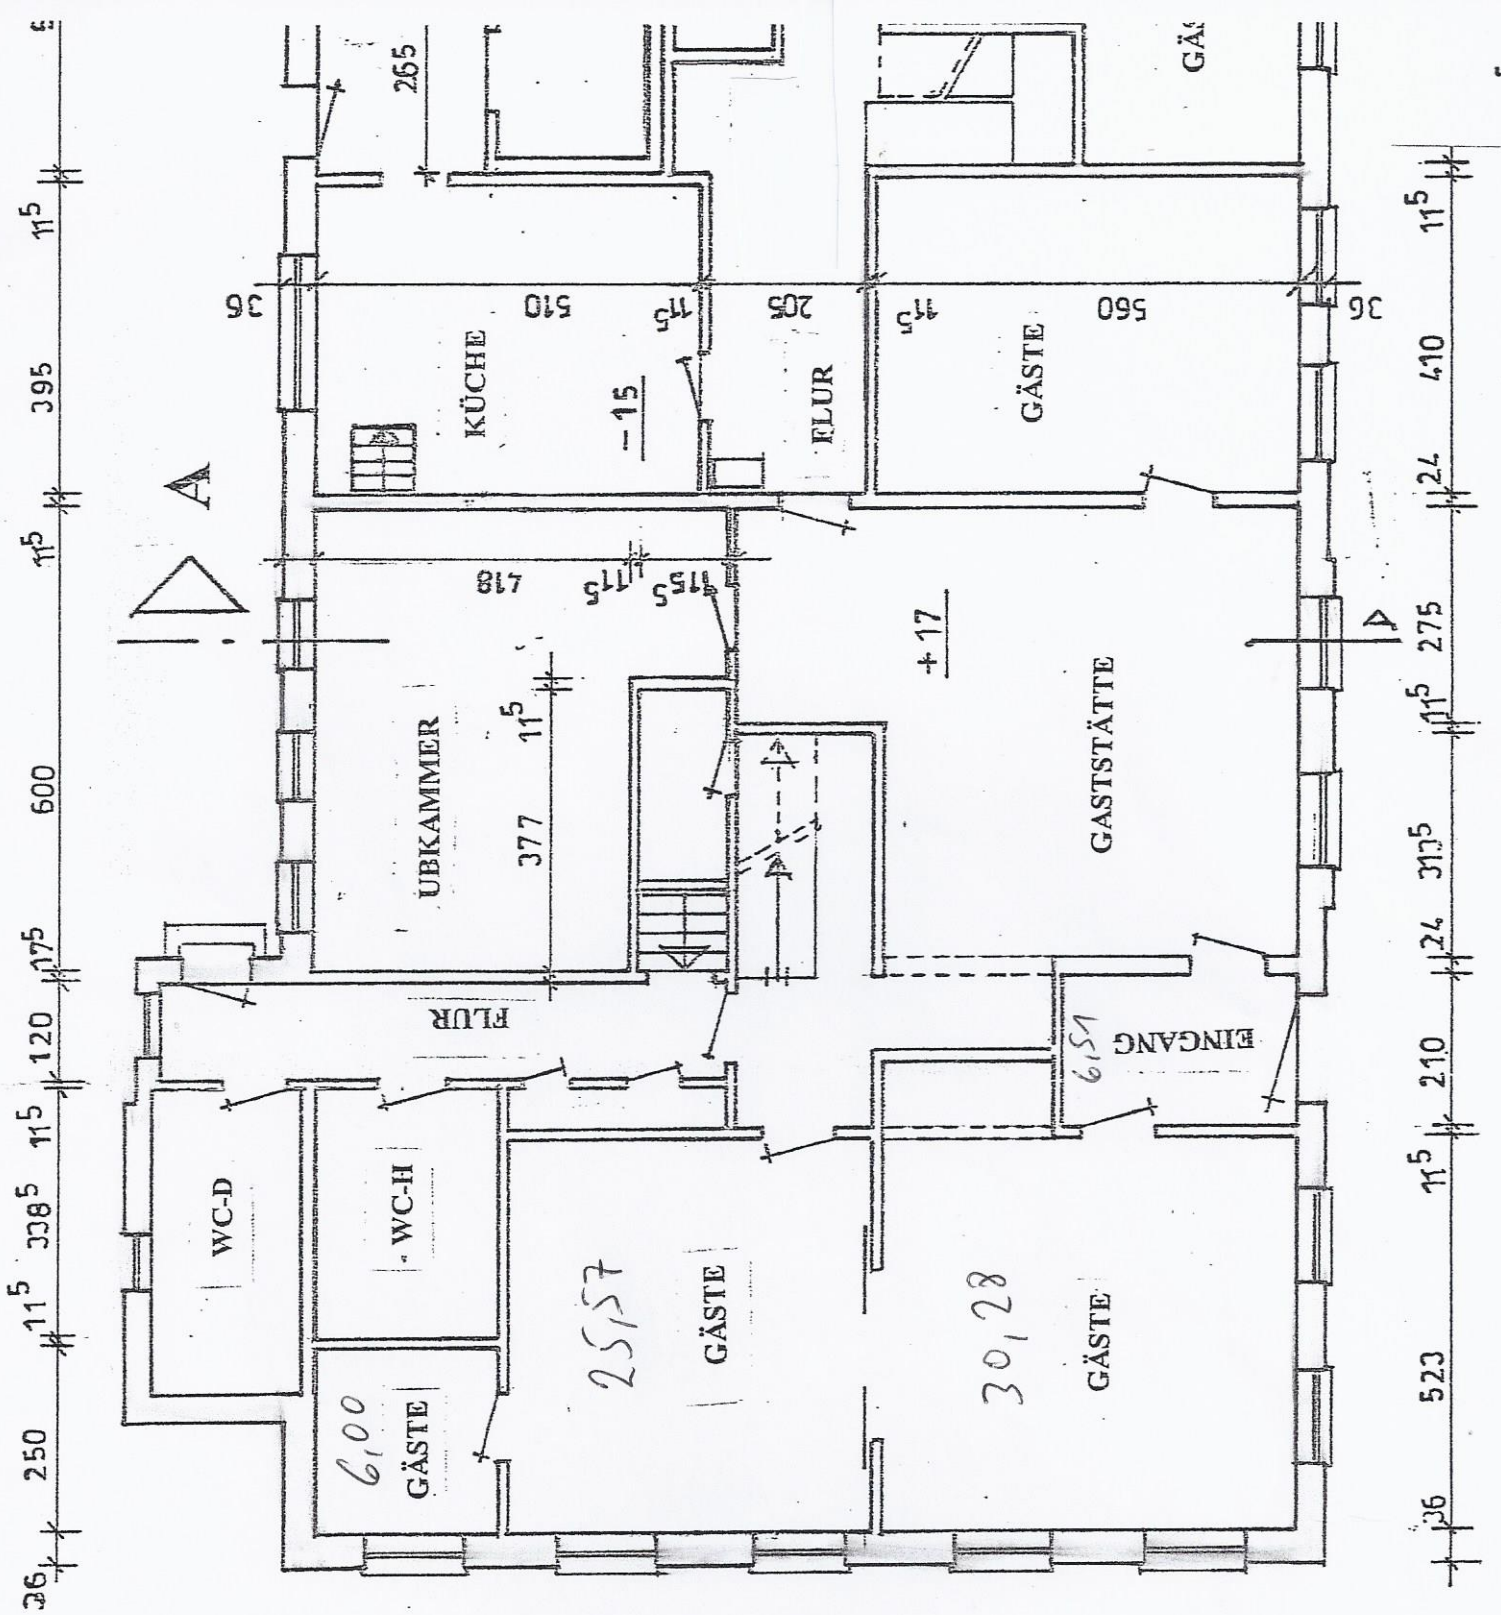 265
GÄS
11⁵
395
11⁵
600
175
120
11⁵
338⁵
11⁵
250
36
36
510
11⁵
205
11⁵
560
36
KÜCHE
-15
FLUR
GÄSTE
A
418
11⁵
115⁵
+17
UBKAMMER
11⁵
377
GASTSTÄTTE
FLUR
6,51
EINGANG
WC-D
WC-H
25,57
GÄSTE
30,28
GÄSTE
6,00
GÄSTE
11⁵
410
24
275
11⁵
313⁵
24
210
11⁵
523
36